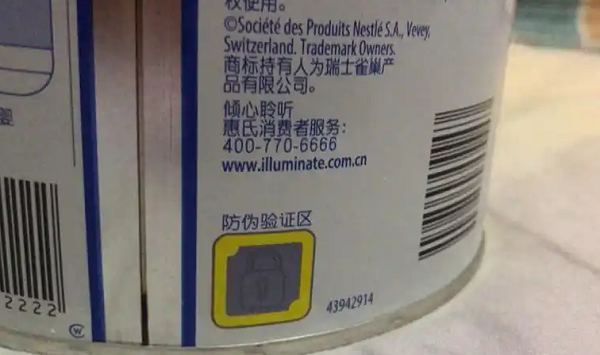 权使用。
©Société des Produits Nestlé S.A., Vevey,
Switzerland. Trademark Owners.
商标持有人为瑞士雀巢产
品有限公司。
倾心聆听
惠氏消费者服务:
400-770-6666
www.illuminate.com.cn
防伪验证区
43942914
2222